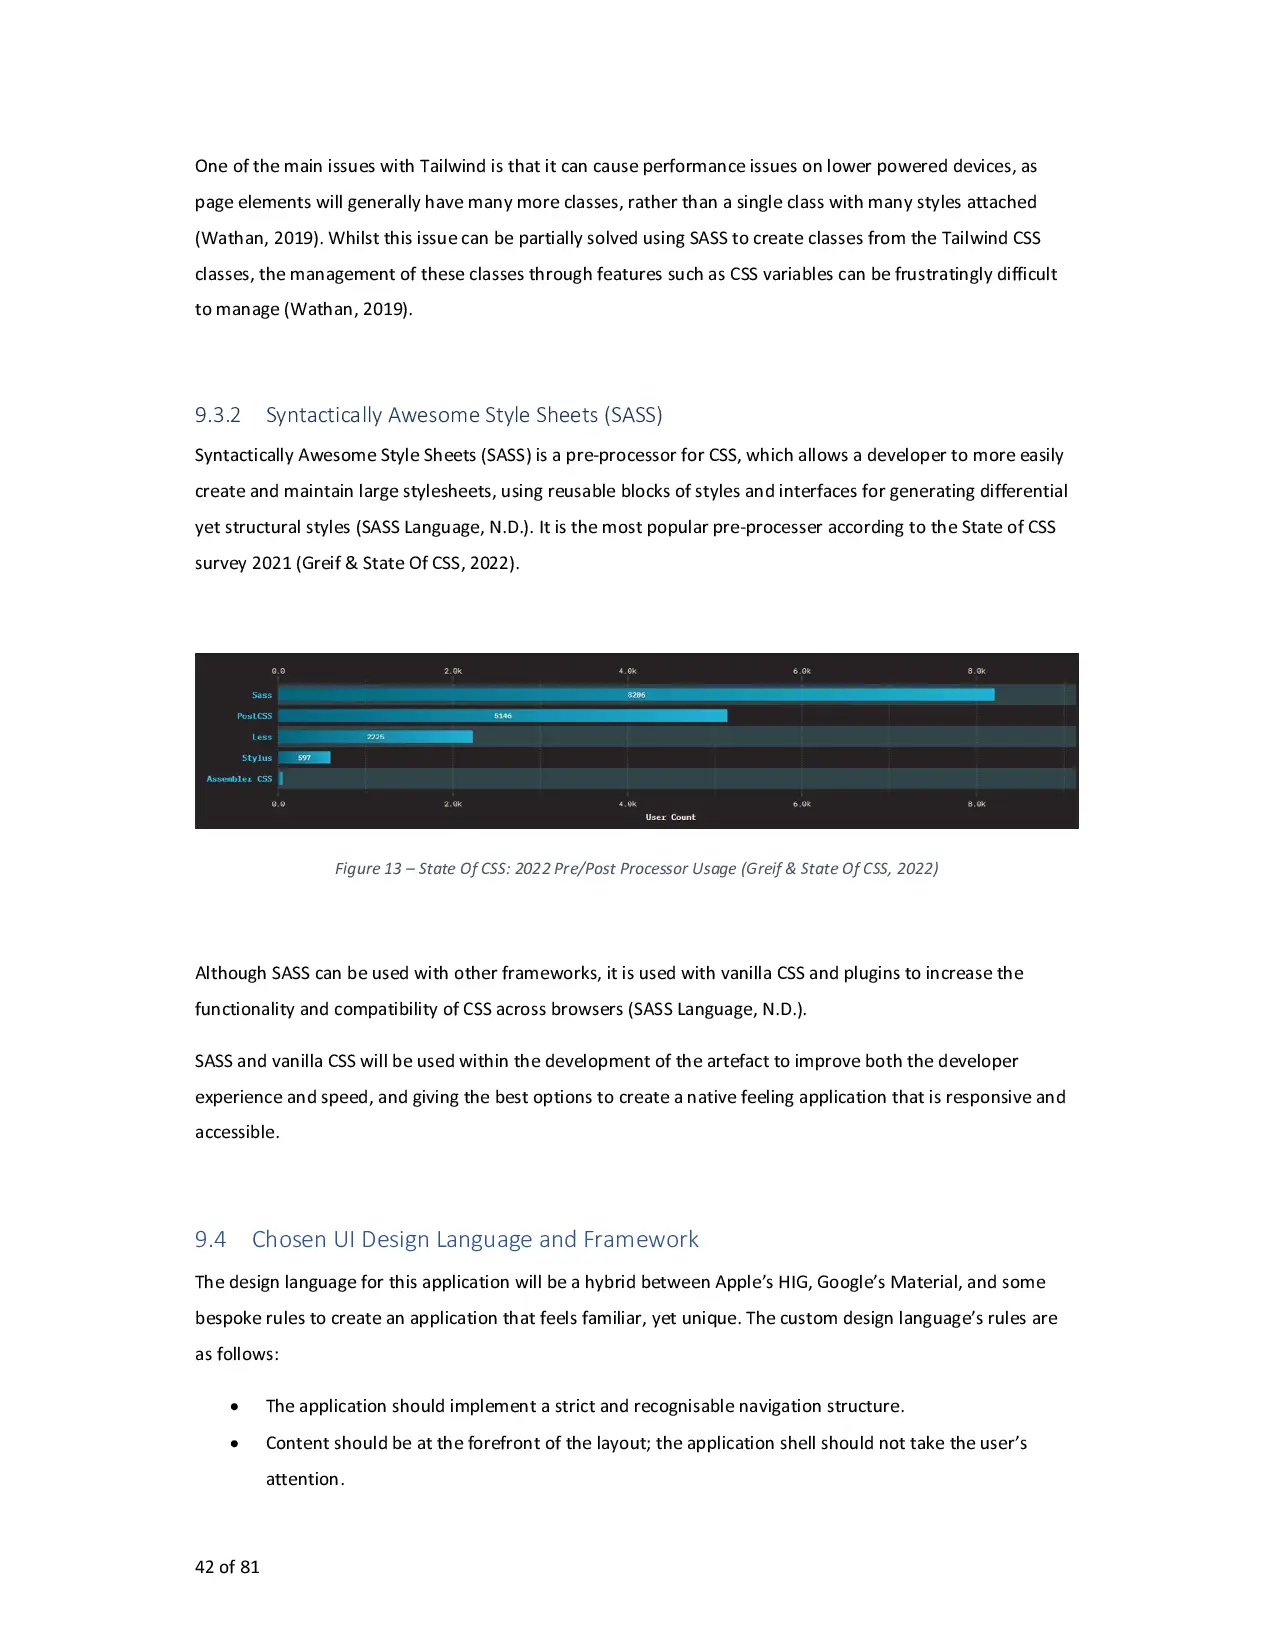 One of the main issues with Tailwind is that it can cause performance issues on lower powered devices, as
page elements will generally have many more classes, rather than a single class with many styles attached
(Wathan, 2019). Whilst this issue can be partially solved using SASS to create classes from the Tailwind CSS
classes, the management of these classes through features such as CSS variables can be frustratingly difficult
to manage (Wathan, 2019).
9.3.2 Syntactically Awesome Style Sheets (SASS)
Syntactically Awesome Style Sheets (SASS) is a pre-processor for CSS, which allows a developer to more easily
create and maintain large stylesheets, using reusable blocks of styles and interfaces for generating differential
yet structural styles (SASS Language, N.D.). It is the most popular pre-processer according to the State of CSS
survey 2021 (Greif & State Of CSS, 2022).
0.0 2.0k 4.0k 6.0k 8.0k
Sass 8206
PostCSS 5146
Less 2225
Stylus 597
Assembler CSS
0.0 2.0k 4.0k 6.0k 8.0k
User Count
Figure 13 – State Of CSS: 2022 Pre/Post Processor Usage (Greif & State Of CSS, 2022)
Although SASS can be used with other frameworks, it is used with vanilla CSS and plugins to increase the
functionality and compatibility of CSS across browsers (SASS Language, N.D.).
SASS and vanilla CSS will be used within the development of the artefact to improve both the developer
experience and speed, and giving the best options to create a native feeling application that is responsive and
accessible.
9.4 Chosen UI Design Language and Framework
The design language for this application will be a hybrid between Apple’s HIG, Google’s Material, and some
bespoke rules to create an application that feels familiar, yet unique. The custom design language’s rules are
as follows:
• The application should implement a strict and recognisable navigation structure.
• Content should be at the forefront of the layout; the application shell should not take the user’s
attention.
42 of 81